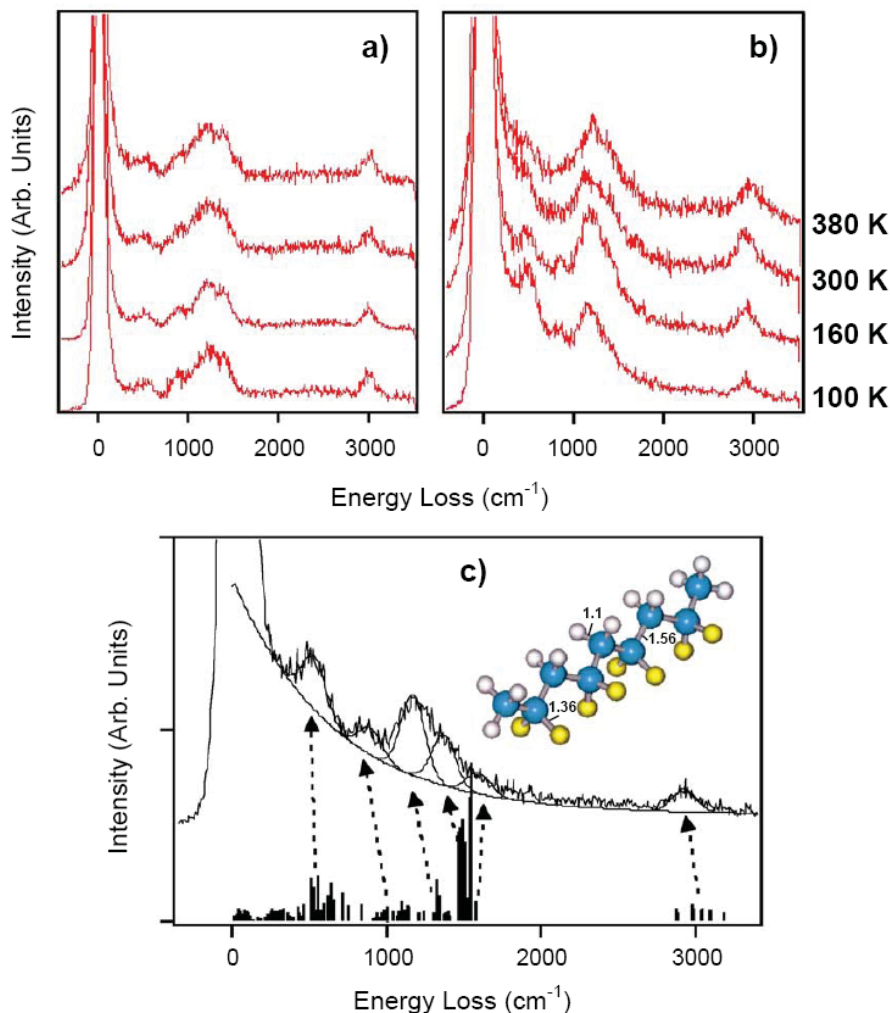 a)
b)
Intensity (Arb. Units)
380 K
300 K
160 K
100 K
0 1000 2000 3000
0 1000 2000 3000
Energy Loss (cm-1)
c)
1.1
1.56
1.36
Intensity (Arb. Units)
0 1000 2000 3000
Energy Loss (cm-1)